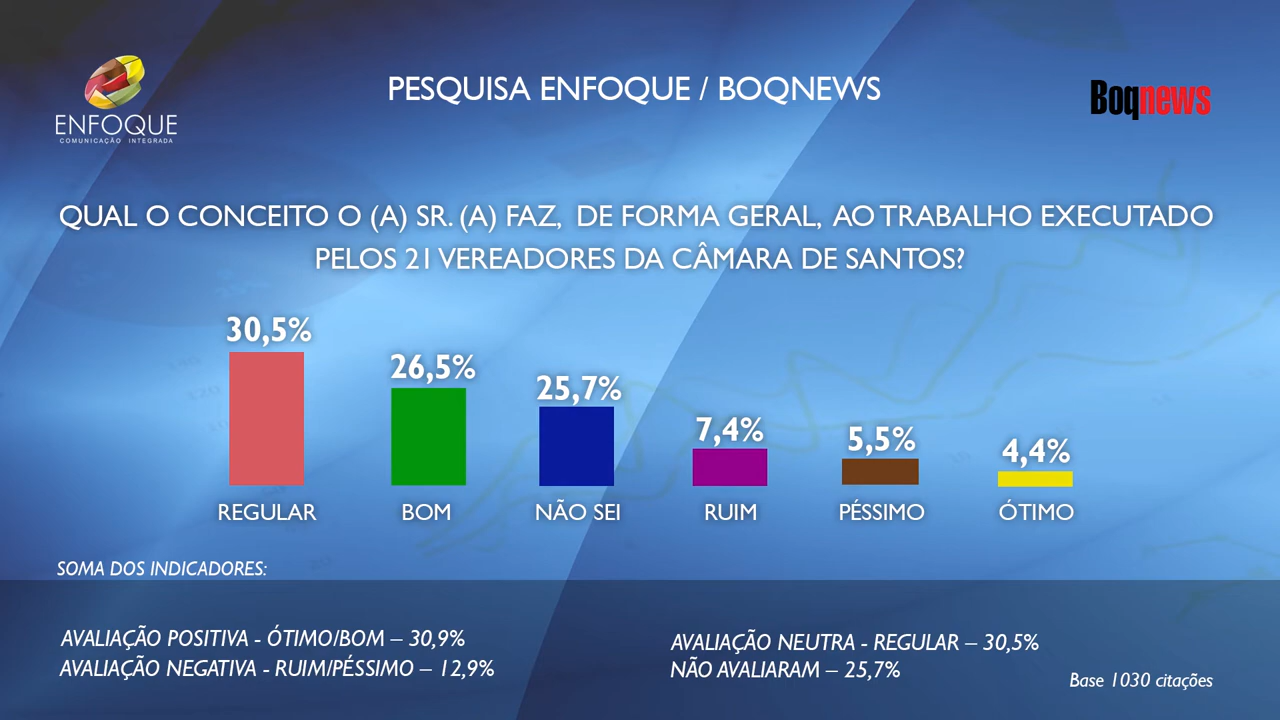 ENFOQUE
COMUNICAÇÃO INTEGRADA
PESQUISA ENFOQUE / BOQNEWS
Boqnews
QUAL O CONCEITO O (A) SR. (A) FAZ, DE FORMA GERAL, AO TRABALHO EXECUTADO
PELOS 21 VEREADORES DA CÂMARA DE SANTOS?
30,5%
26,5%
25,7%
7,4%
5,5%
4,4%
REGULAR
BOM
NÃO SEI
RUIM
PÉSSIMO
ÓTIMO
SOMA DOS INDICADORES:
AVALIAÇÃO POSITIVA - ÓTIMO/BOM – 30,9%
AVALIAÇÃO NEGATIVA - RUIM/PÉSSIMO – 12,9%
AVALIAÇÃO NEUTRA - REGULAR – 30,5%
NÃO AVALIARAM – 25,7%
Base 1030 citações